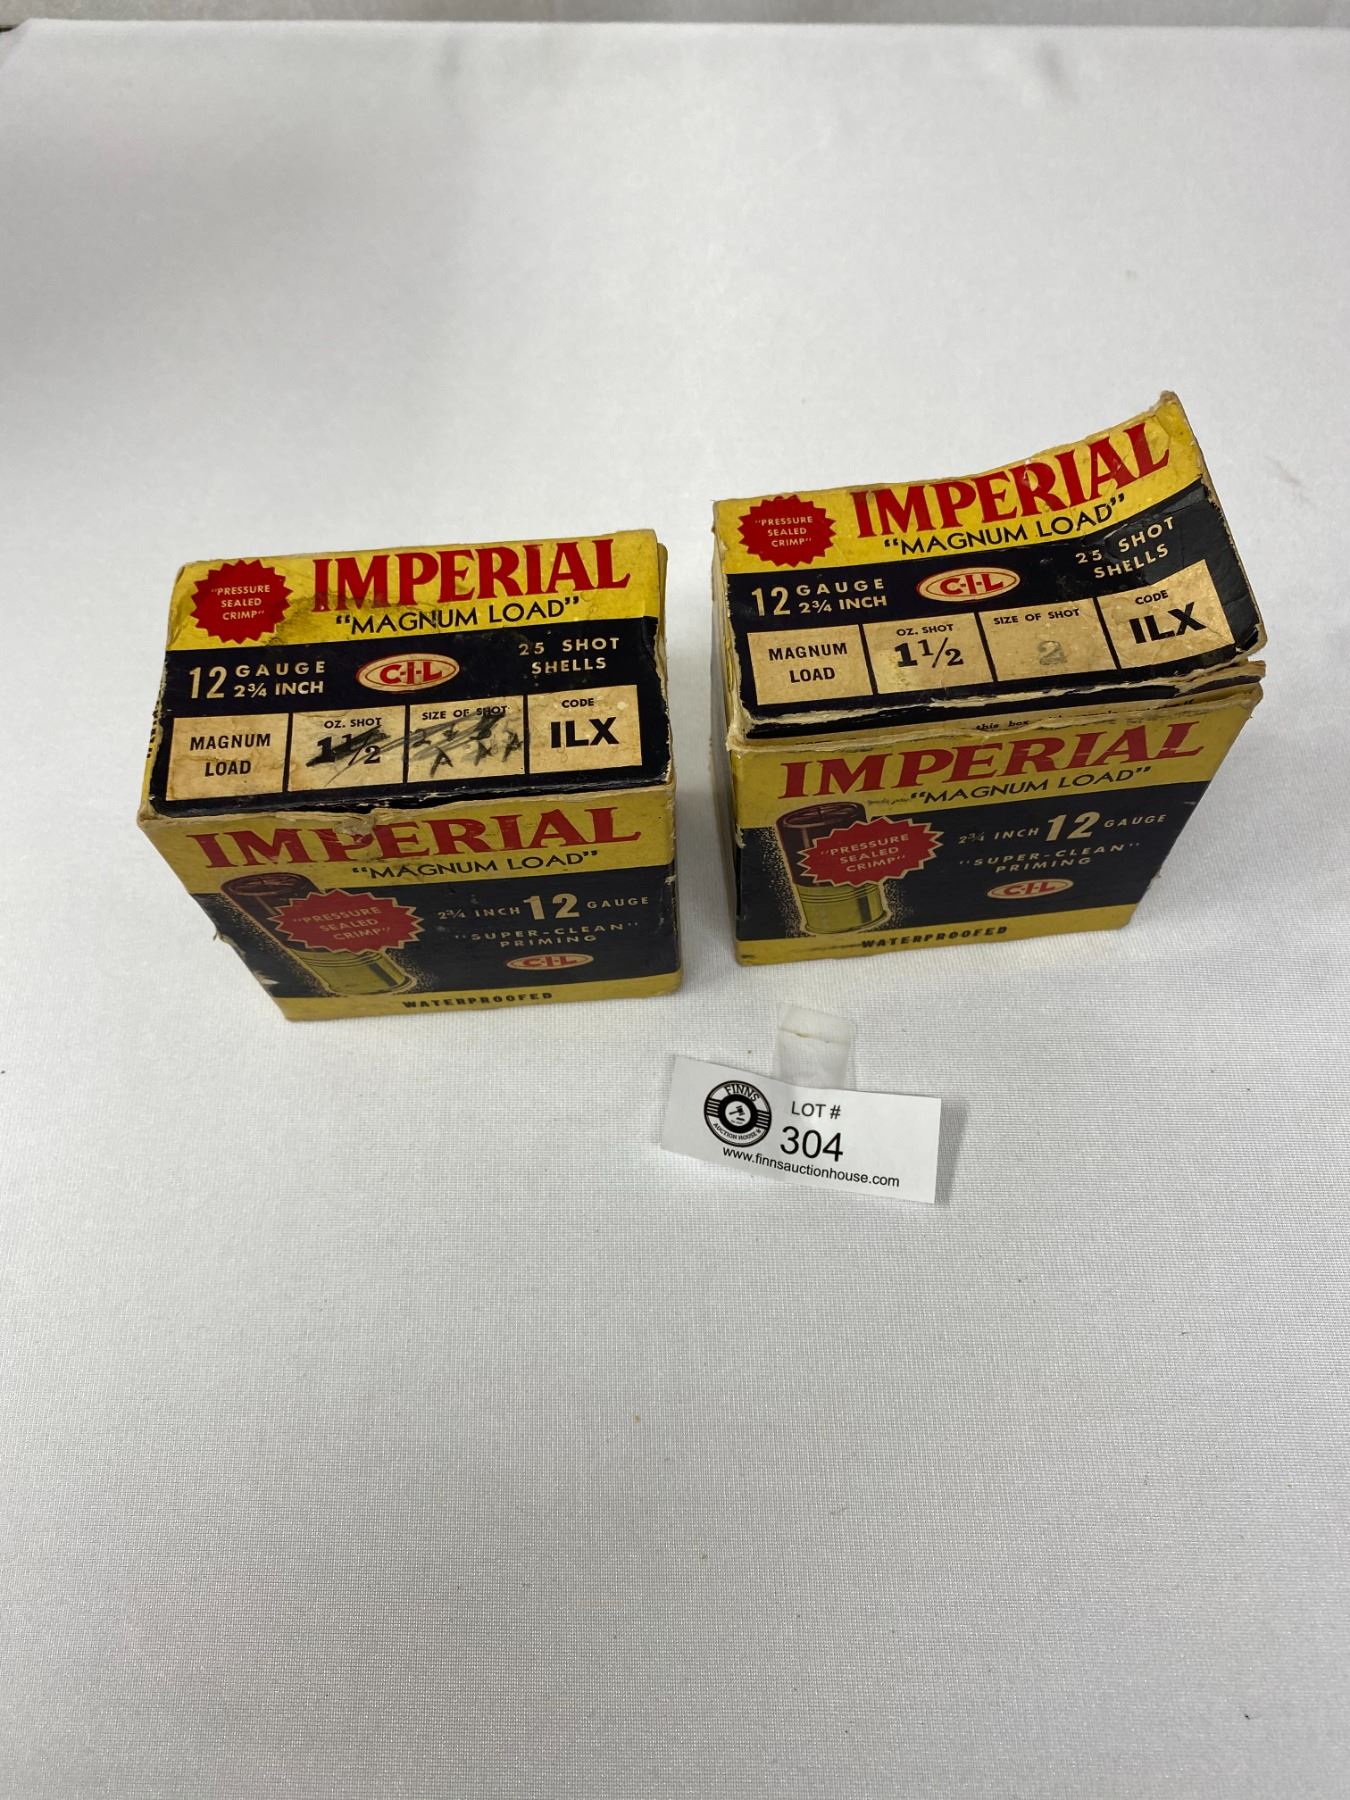 "PRESSURE
SEALED
CRIMP"
IMPERIAL
"MAGNUM LOAD"
12 GAUGE
2¾ INCH
C-I-L
25 SHOT
SHELLS
MAGNUM
LOAD
OZ. SHOT
1½
SIZE OF SHOT
CODE
ILX
IMPERIAL
"MAGNUM LOAD"
"PRESSURE
SEALED
CRIMP"
2¾ INCH 12 GAUGE
"SUPER-CLEAN"
PRIMING
C-I-L
WATERPROOFED
"PRESSURE
SEALED
CRIMP"
IMPERIAL
"MAGNUM LOAD"
12 GAUGE
2¾ INCH
C-I-L
25 SHOT
SHELLS
MAGNUM
LOAD
OZ. SHOT
1½
SIZE OF SHOT
2
CODE
ILX
this box
IMPERIAL
"MAGNUM LOAD"
"PRESSURE
SEALED
CRIMP"
2¾ INCH 12 GAUGE
"SUPER-CLEAN"
PRIMING
C-I-L
WATERPROOFED
FINNS
AUCTION HOUSE
LOT #
304
www.finnsauctionhouse.com